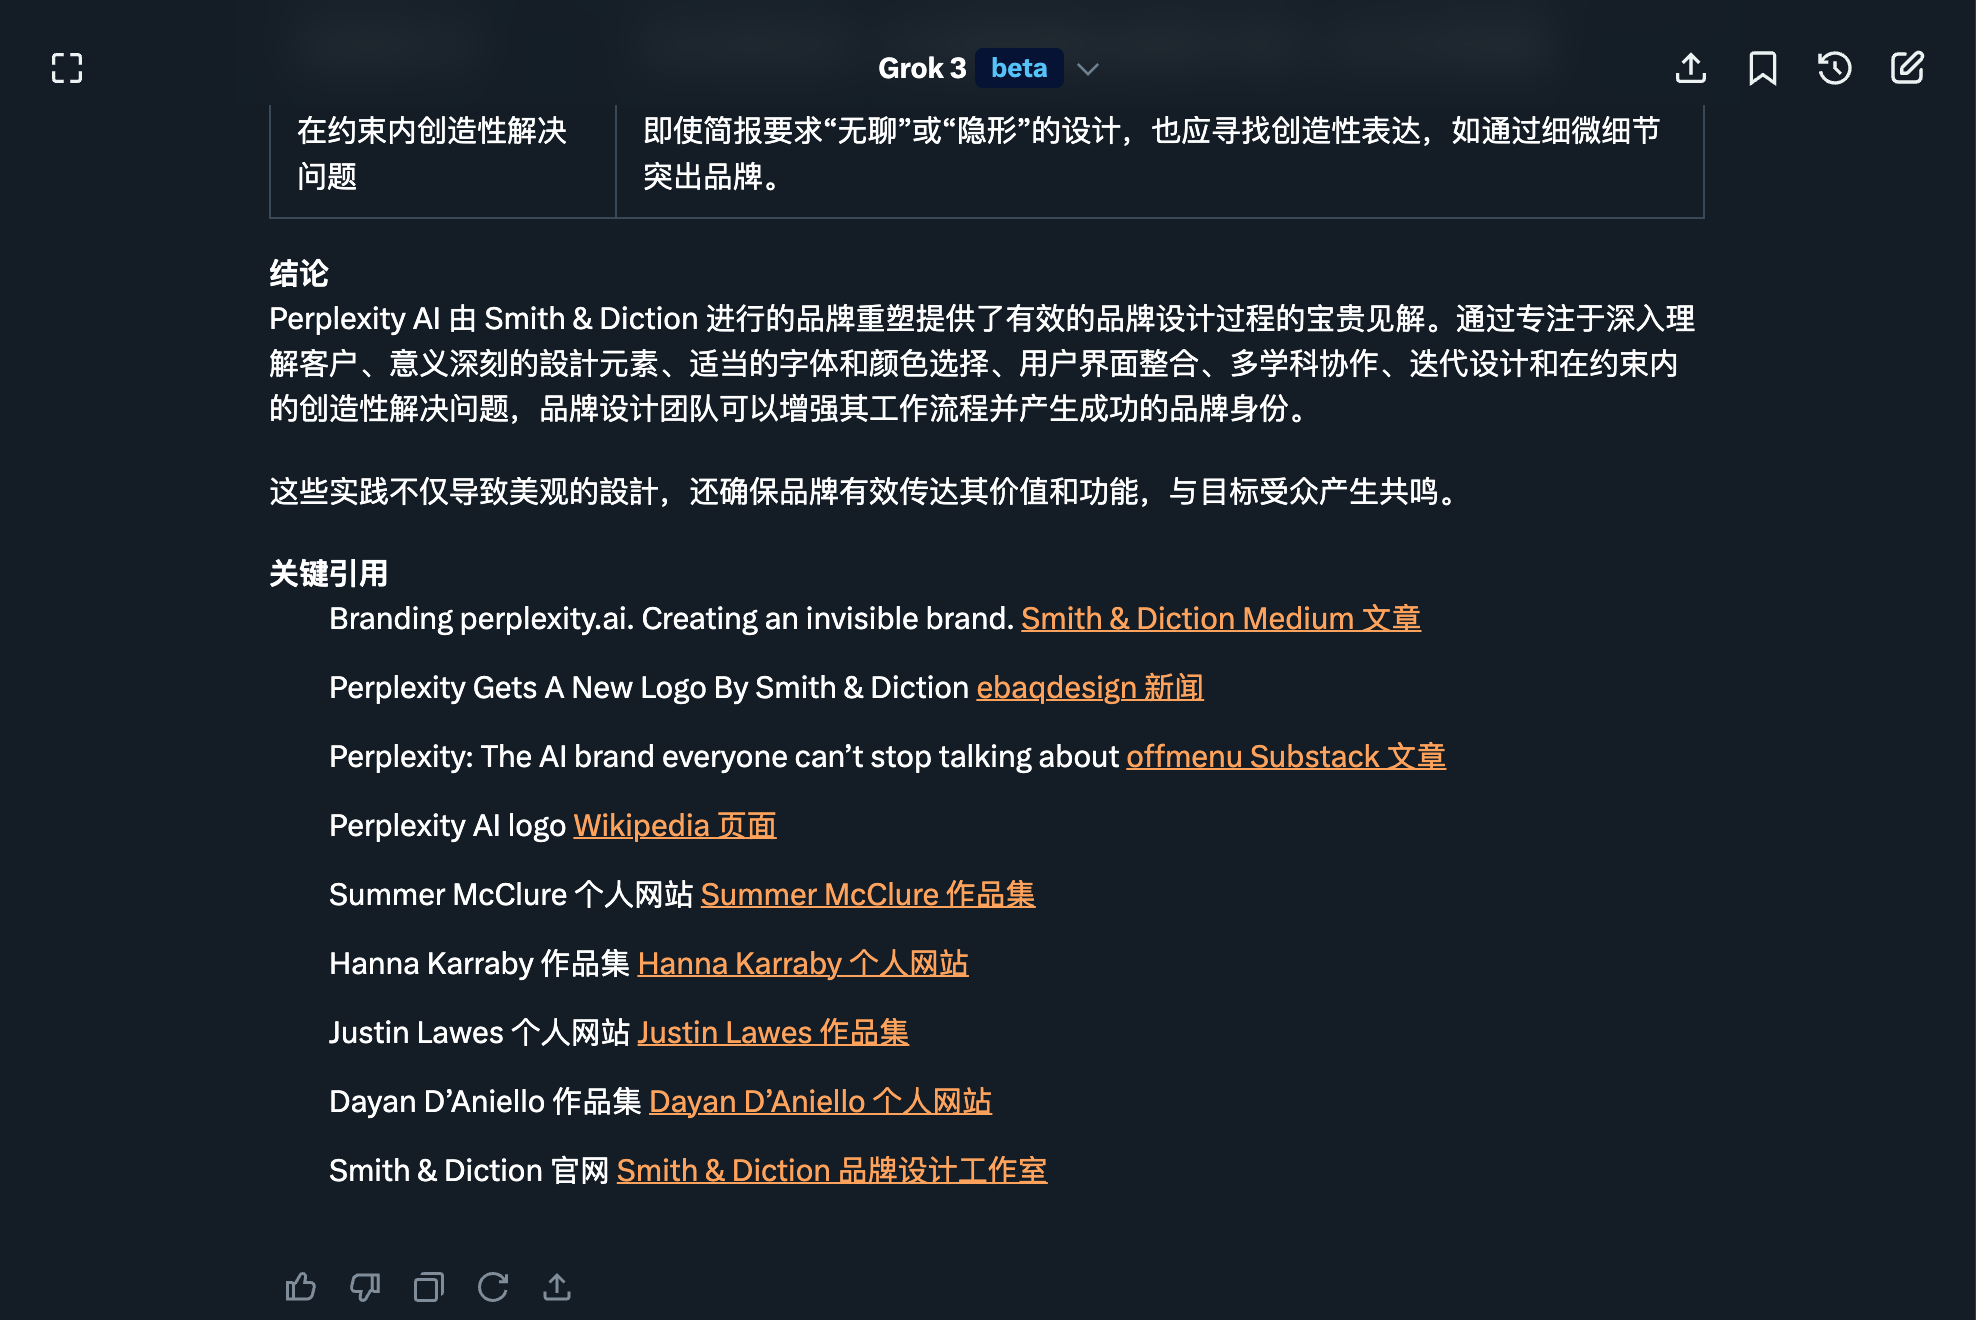 Grok 3 beta
在约束内创造性解决
问题
即使简报要求“无聊”或“隐形”的设计，也应寻找创造性表达，如通过细微细节
突出品牌。
结论
Perplexity AI 由 Smith & Diction 进行的品牌重塑提供了有效的品牌设计过程的宝贵见解。通过专注于深入理
解客户、意义深刻的設計元素、适当的字体和颜色选择、用户界面整合、多学科协作、迭代设计和在约束内
的创造性解决问题，品牌设计团队可以增强其工作流程并产生成功的品牌身份。
这些实践不仅导致美观的設計，还确保品牌有效传达其价值和功能，与目标受众产生共鸣。
关键引用
Branding perplexity.ai. Creating an invisible brand. Smith & Diction Medium 文章
Perplexity Gets A New Logo By Smith & Diction ebaqdesign 新闻
Perplexity: The AI brand everyone can’t stop talking about offmenu Substack 文章
Perplexity AI logo Wikipedia 页面
Summer McClure 个人网站 Summer McClure 作品集
Hanna Karraby 作品集 Hanna Karraby 个人网站
Justin Lawes 个人网站 Justin Lawes 作品集
Dayan D’Aniello 作品集 Dayan D’Aniello 个人网站
Smith & Diction 官网 Smith & Diction 品牌设计工作室